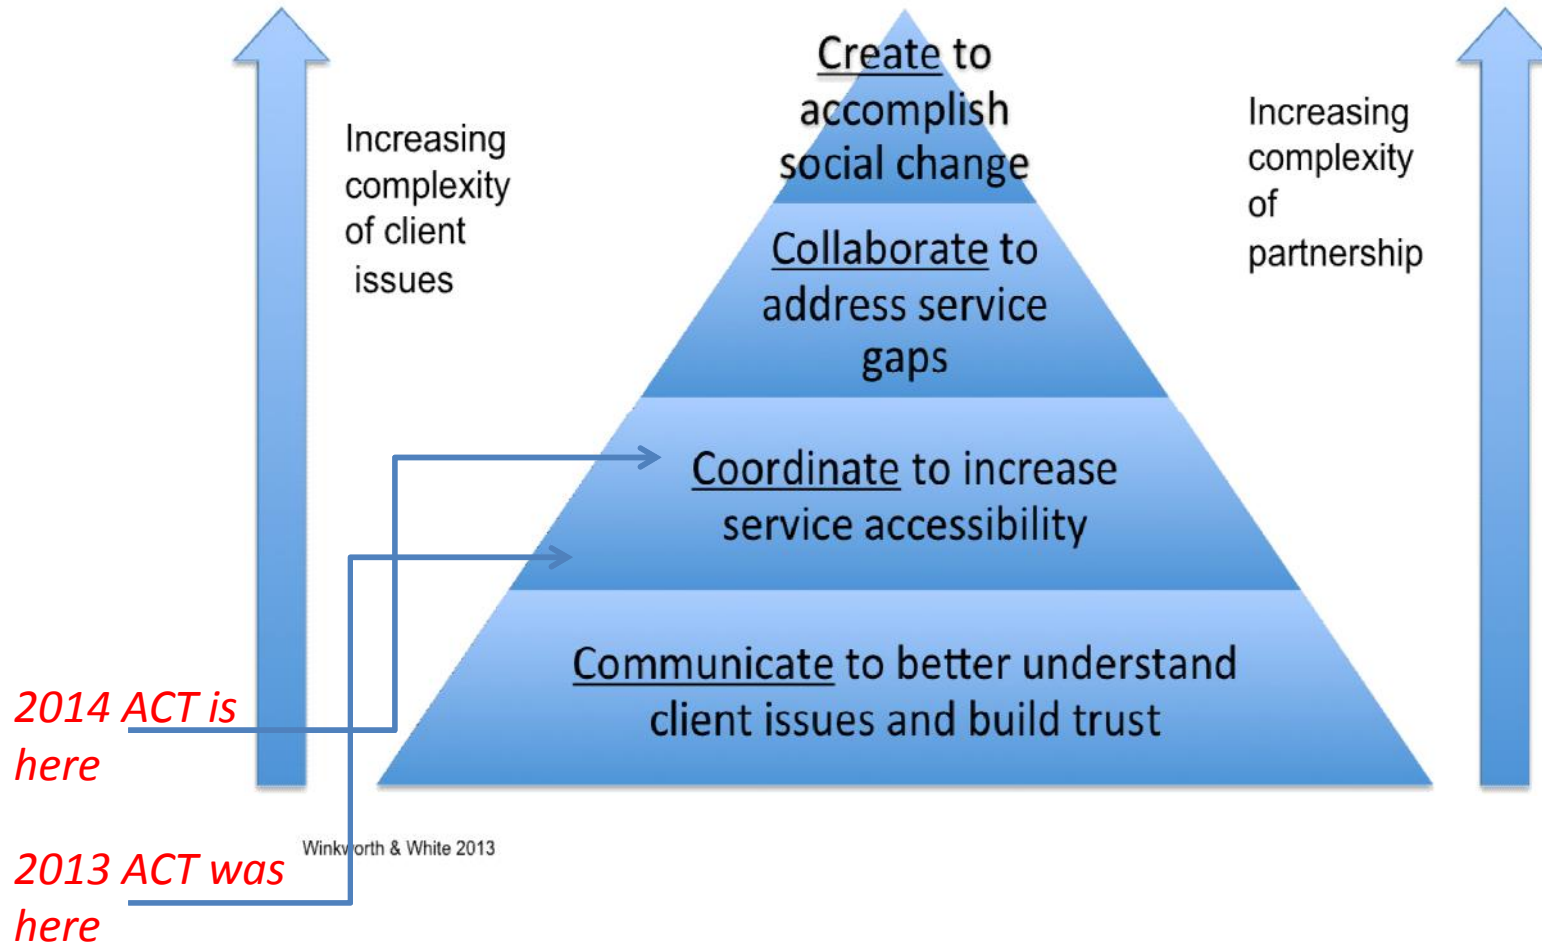 Increasing
complexity
of client
issues
Create to
accomplish
social change
Collaborate to
address service
gaps
Coordinate to increase
service accessibility
Communicate to better understand
client issues and build trust
Increasing
complexity
of
partnership
2014 ACT is
here
2013 ACT was
here
Winkworth & White 2013